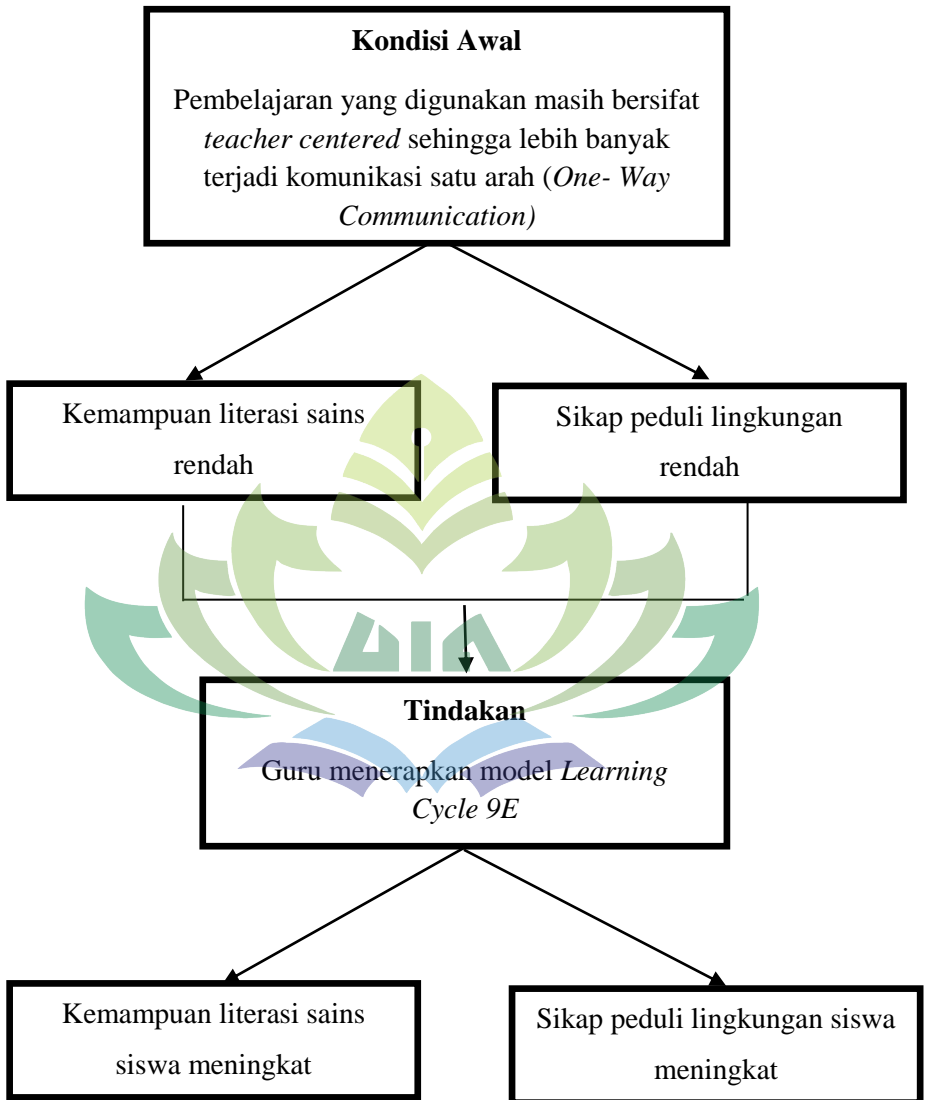 Kondisi Awal
Pembelajaran yang digunakan masih bersifat
teacher centered sehingga lebih banyak
terjadi komunikasi satu arah (One- Way
Communication)
Kemampuan literasi sains
rendah
Sikap peduli lingkungan
rendah
UIN
Tindakan
Guru menerapkan model Learning
Cycle 9E
Kemampuan literasi sains
siswa meningkat
Sikap peduli lingkungan siswa
meningkat